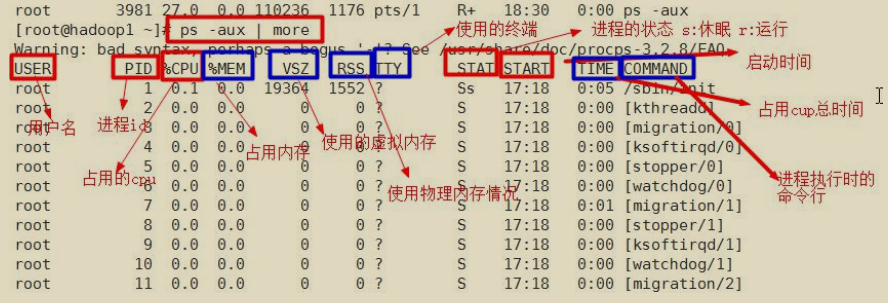 root 3981 27.0 0.0 110236 1176 pts/1 R+ 18:30 0:00 ps -aux
使用的终端
进程的状态 s:休眠 r:运行
[root@hadoop1 ~]# ps -aux | more
Warning: bad syntax, perhaps a bogus '-'? See /usr/share/doc/procps-3.2.8/FAQ
启动时间
USER PID %CPU %MEM VSZ RSS TTY STAT START TIME COMMAND
root 1 0.1 0.0 19364 1552 ? Ss 17:18 0:05 /sbin/init
root 2 0.0 0.0 0 0 ? S 17:18 0:00 [kthreadd]
占用cup总时间
用户名
进程id
root 3 0.0 0.0 0 0 ? S 17:18 0:00 [migration/0]
使用的虚拟内存
占用内存
root 4 0.0 0.0 0 0 ? S 17:18 0:00 [ksoftirqd/0]
root 5 0.0 0.0 0 0 ? S 17:18 0:00 [stopper/0]
占用的cpu
进程执行时的
命令行
root 6 0.0 0.0 0 0 ? S 17:18 0:00 [watchdog/0]
使用物理内存情况
root 7 0.0 0.0 0 0 ? S 17:18 0:01 [migration/1]
root 8 0.0 0.0 0 0 ? S 17:18 0:00 [stopper/1]
root 9 0.0 0.0 0 0 ? S 17:18 0:00 [ksoftirqd/1]
root 10 0.0 0.0 0 0 ? S 17:18 0:00 [watchdog/1]
root 11 0.0 0.0 0 0 ? S 17:18 0:00 [migration/2]